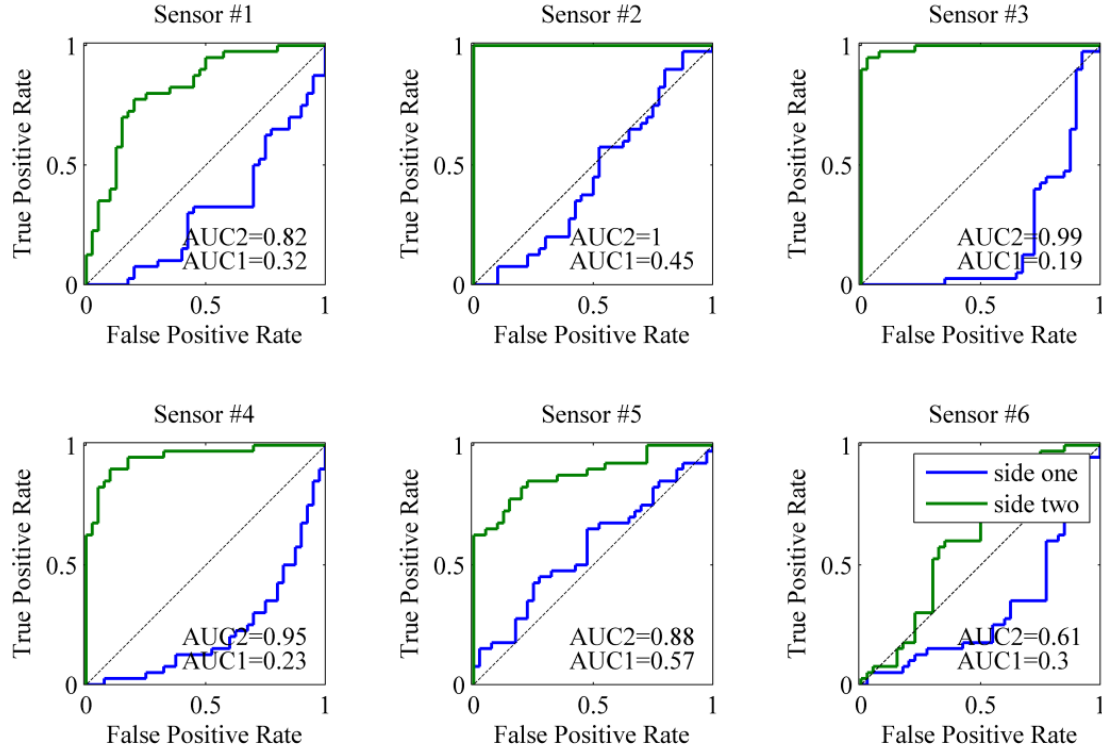 Sensor #1
1
0.5
0
0 0.5 1
True Positive Rate
False Positive Rate
AUC2=0.82
AUC1=0.32
Sensor #2
1
0.5
0
0 0.5 1
True Positive Rate
False Positive Rate
AUC2=1
AUC1=0.45
Sensor #3
1
0.5
0
0 0.5 1
True Positive Rate
False Positive Rate
AUC2=0.99
AUC1=0.19
Sensor #4
1
0.5
0
0 0.5 1
True Positive Rate
False Positive Rate
AUC2=0.95
AUC1=0.23
Sensor #5
1
0.5
0
0 0.5 1
True Positive Rate
False Positive Rate
AUC2=0.88
AUC1=0.57
Sensor #6
1
0.5
0
0 0.5 1
True Positive Rate
False Positive Rate
side one
side two
AUC2=0.61
AUC1=0.3